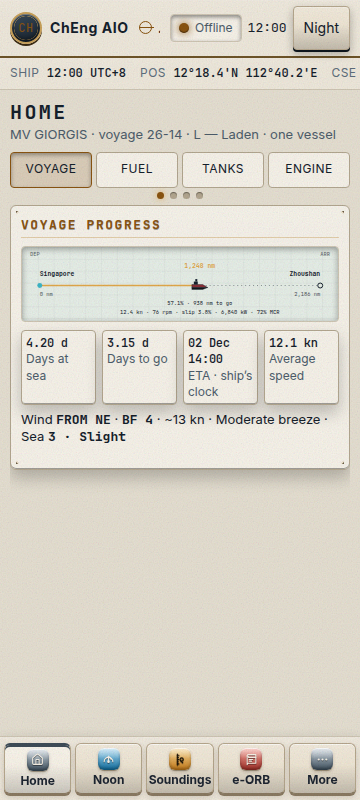 CH ChEng AIO Offline 12:00 Night
SHIP 12:00 UTC+8 POS 12°18.4'N 112°40.2'E CSE
HOME
MV GIORGIS · voyage 26-14 · L — Laden · one vessel
VOYAGE FUEL TANKS ENGINE
VOYAGE PROGRESS
DEP ARR
1,240 nm
Singapore Zhoushan
0 nm 2,186 nm
57.1% · 938 nm to go
12.4 kn · 76 rpm · slip 3.8% · 6,840 kW · 72% MCR
4.20 d 3.15 d 02 Dec 12.1 kn
Days at Days to go 14:00 Average
sea ETA · ship's speed
clock
Wind FROM NE · BF 4 · ~13 kn · Moderate breeze ·
Sea 3 · Slight
Home Noon Soundings e-ORB More